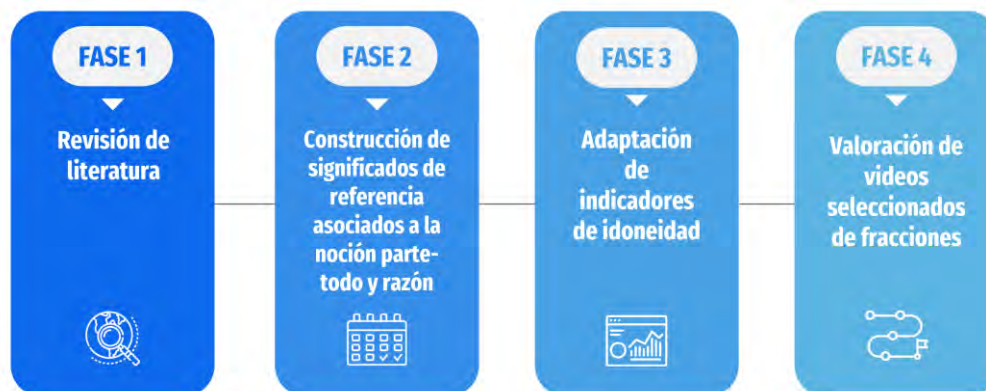 FASE 1
Revisión de
literatura
FASE 2
Construcción de
significados de
referencia
asociados a la
noción parte-
todo y razón
FASE 3
Adaptación
de
indicadores
de idoneidad
FASE 4
Valoración de
videos
seleccionados
de fracciones